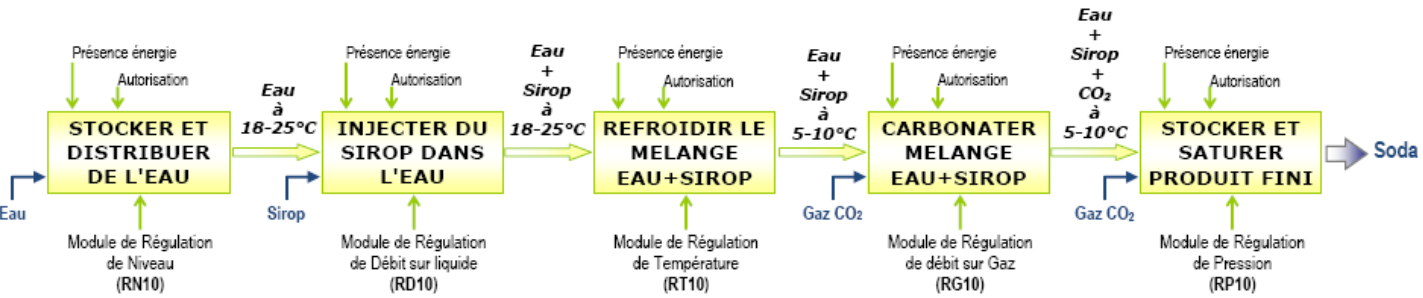 Présence énergie
Autorisation
STOCKER ET
DISTRIBUER
DE L'EAU
Eau
Module de Régulation
de Niveau
(RN10)
Eau
à
18-25°C
Présence énergie
Autorisation
INJECTER DU
SIROP DANS
L'EAU
Sirop
Module de Régulation
de Débit sur liquide
(RD10)
Eau
+
Sirop
à
18-25°C
Présence énergie
Autorisation
REFROIDIR LE
MELANGE
EAU+SIROP
Module de Régulation
de Température
(RT10)
Eau
+
Sirop
à
5-10°C
Présence énergie
Autorisation
CARBONATER
MELANGE
EAU+SIROP
Gaz CO₂
Module de Régulation
de débit sur Gaz
(RG10)
Eau
+
Sirop
+
CO₂
à
5-10°C
Présence énergie
Autorisation
STOCKER ET
SATURER
PRODUIT FINI
Gaz CO₂
Module de Régulation
de Pression
(RP10)
Soda